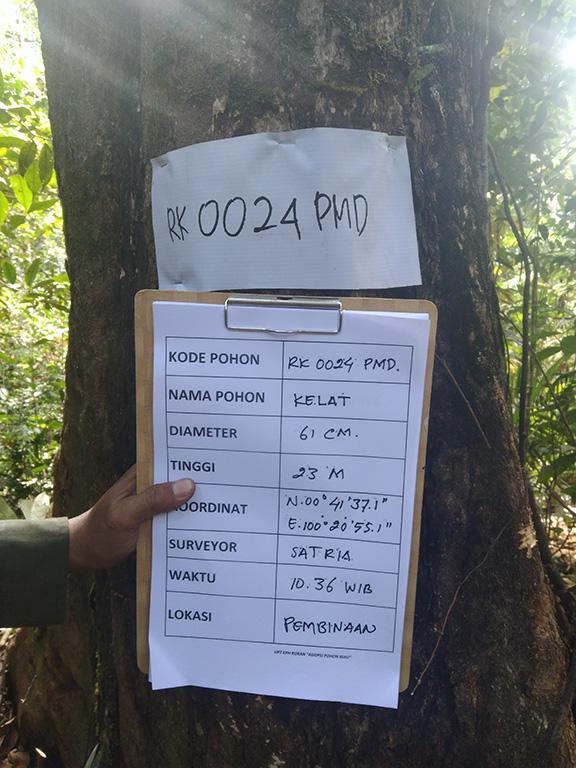 RK 0024 PMD
KODE POHON RK 0024 PMD.
NAMA POHON KELAT
DIAMETER 61 CM.
TINGGI 23 M
KOORDINAT N.00° 41' 37.1"
E.100° 20' 55.1"
SURVEYOR SATRIA
WAKTU 10:36 WIB
LOKASI PEMBINAAN
UPT KPH ROKAN "ADOPSI POHON RIAU"